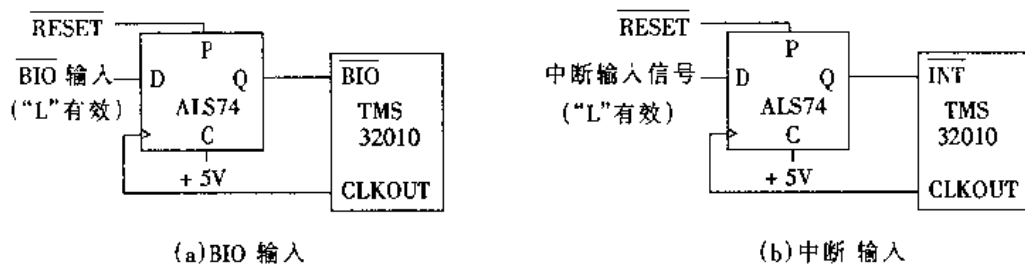 RESET
BIO 输入
("L"有效)
P
D
Q
ALS74
C
+5V
BIO
TMS
32010
CLKOUT
(a)BIO 输入
RESET
中断输入信号
("L"有效)
P
D
Q
ALS74
C
+5V
INT
TMS
32010
CLKOUT
(b)中断 输入